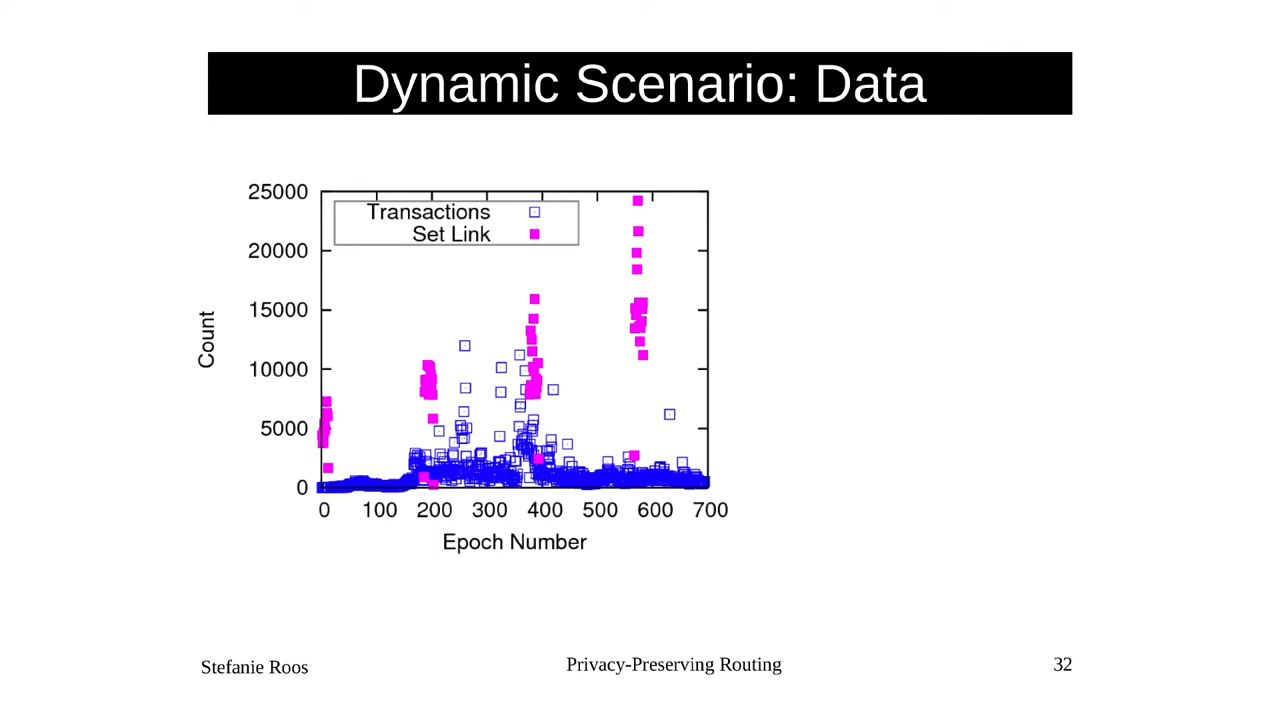 Dynamic Scenario: Data
25000
20000
15000
10000
5000
0
Count
Transactions
Set Link
0 100 200 300 400 500 600 700
Epoch Number
Stefanie Roos
Privacy-Preserving Routing
32